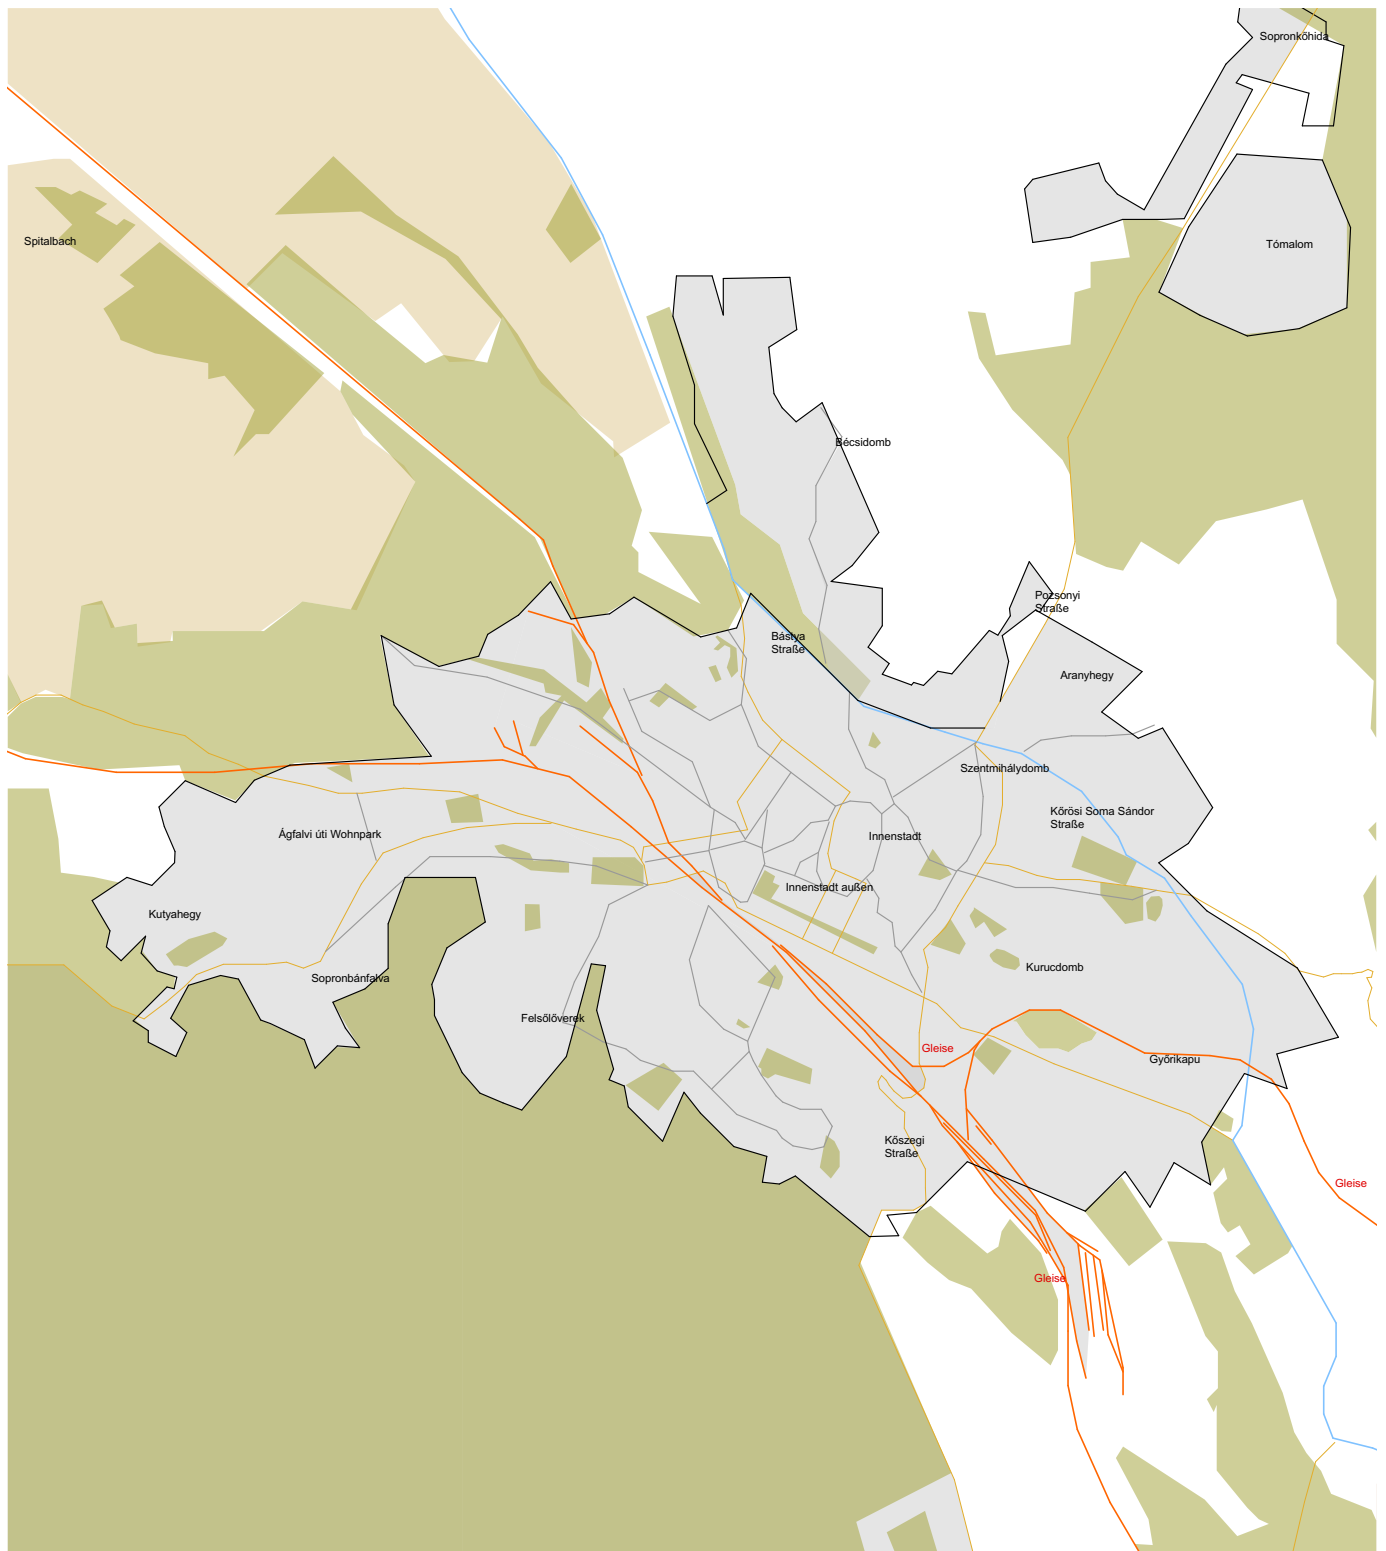 Sopronkőhida
Spitalbach
Tómalom
Bécsidomb
Pozsonyi
Straße
Bástya
Straße
Aranyhegy
Szentmihálydomb
Kőrösi Soma Sándor
Straße
Ágfalvi úti Wohnpark
Innenstadt
Innenstadt außen
Kutyahegy
Kurucdomb
Sopronbánfalva
Felsőlőverek
Gleise
Győrikapu
Kőszegi
Straße
Gleise
Gleise